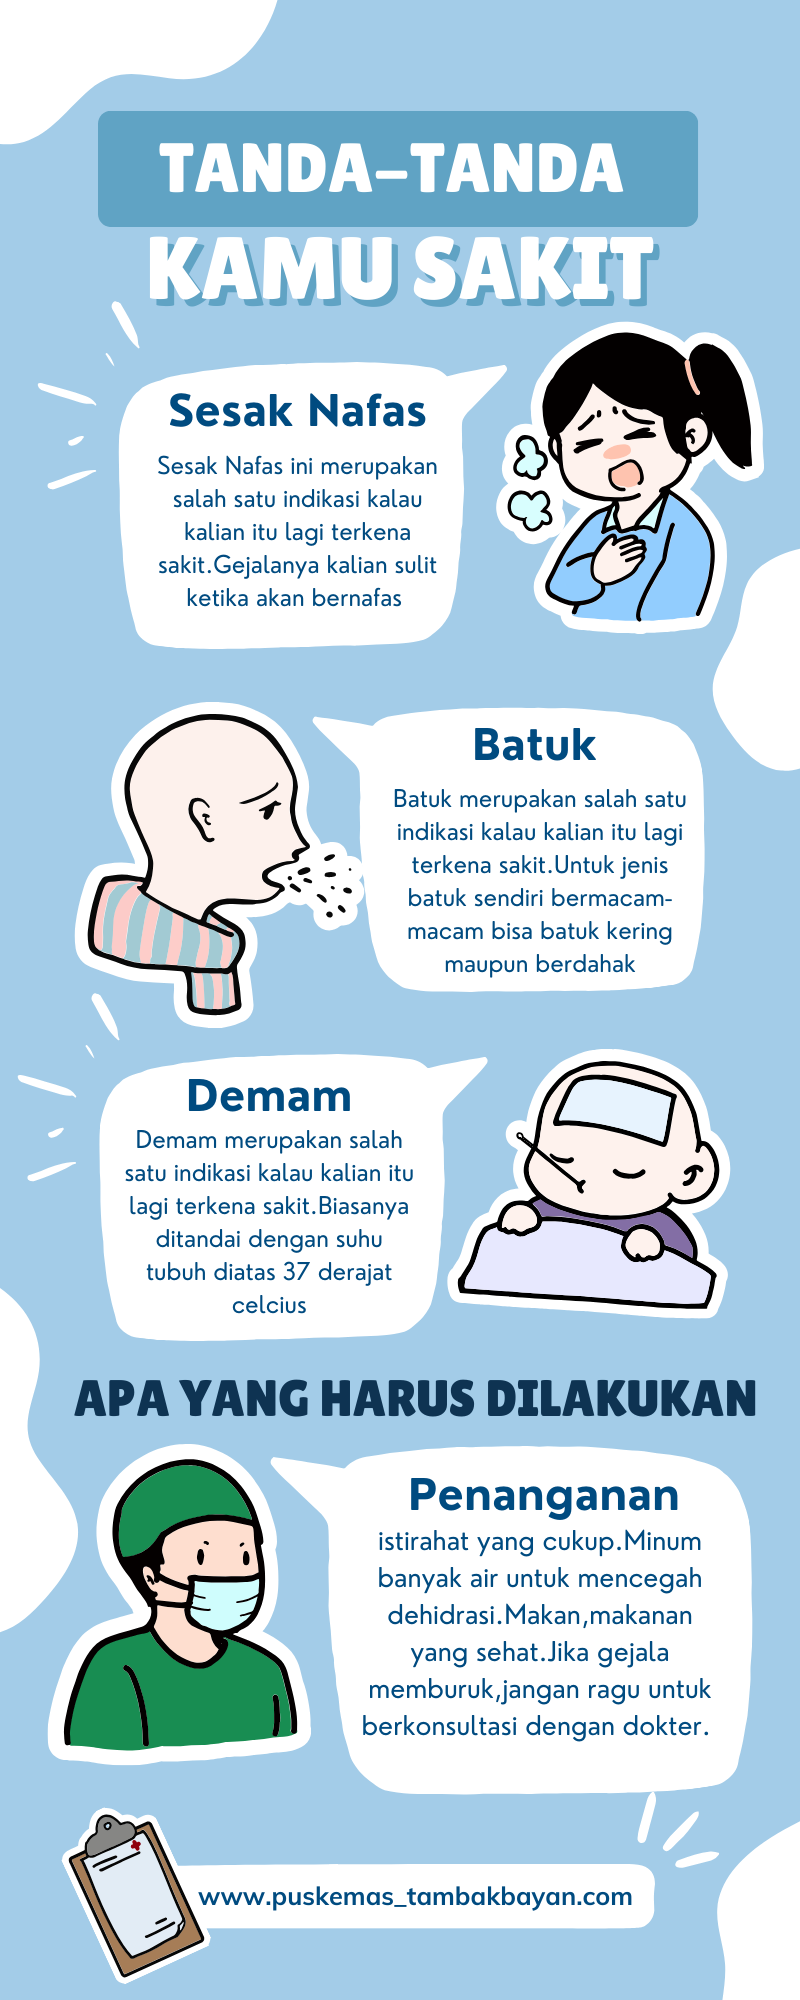 TANDA-TANDA
KAMU SAKIT
Sesak Nafas
Sesak Nafas ini merupakan
salah satu indikasi kalau
kalian itu lagi terkena
sakit.Gejalanya kalian sulit
ketika akan bernafas
Batuk
Batuk merupakan salah satu
indikasi kalau kalian itu lagi
terkena sakit.Untuk jenis
batuk sendiri bermacam-
macam bisa batuk kering
maupun berdahak
Demam
Demam merupakan salah
satu indikasi kalau kalian itu
lagi terkena sakit.Biasanya
ditandai dengan suhu
tubuh diatas 37 derajat
celcius
APA YANG HARUS DILAKUKAN
Penanganan
istirahat yang cukup.Minum
banyak air untuk mencegah
dehidrasi.Makan,makanan
yang sehat.Jika gejala
memburuk,jangan ragu untuk
berkonsultasi dengan dokter.
www.puskemas_tambakbayan.com